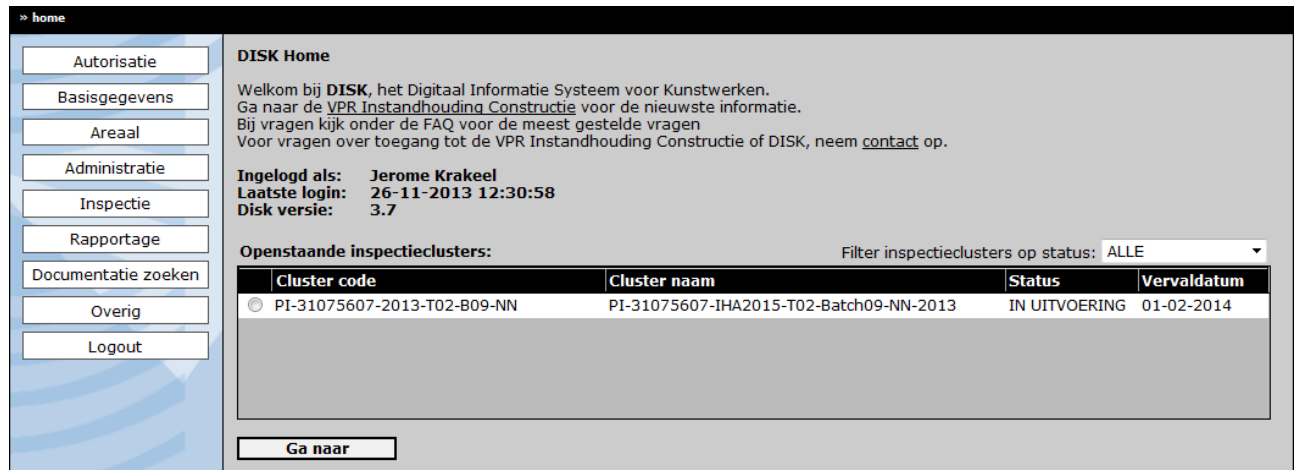 » home
Autorisatie
Basisgegevens
Areaal
Administratie
Inspectie
Rapportage
Documentatie zoeken
Overig
Logout
DISK Home
Welkom bij DISK, het Digitaal Informatie Systeem voor Kunstwerken.
Ga naar de VPR Instandhouding Constructie voor de nieuwste informatie.
Bij vragen kijk onder de FAQ voor de meest gestelde vragen
Voor vragen over toegang tot de VPR Instandhouding Constructie of DISK, neem contact op.
Ingelogd als: Jerome Krakeel
Laatste login: 26-11-2013 12:30:58
Disk versie: 3.7
Openstaande inspectieclusters: Filter inspectieclusters op status: ALLE
Cluster code Cluster naam Status Vervaldatum
PI-31075607-2013-T02-B09-NN PI-31075607-IHA2015-T02-Batch09-NN-2013 IN UITVOERING 01-02-2014
Ga naar